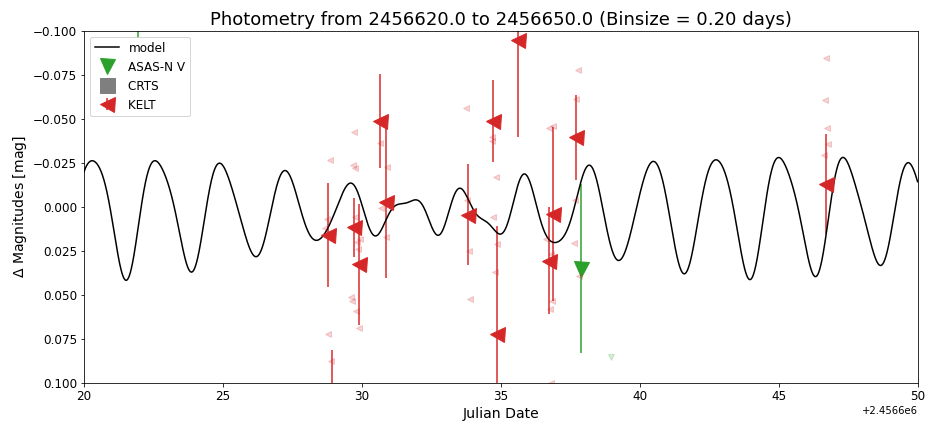 Photometry from 2456620.0 to 2456650.0 (Binsize = 0.20 days)
−0.100
−0.075
−0.050
−0.025
0.000
0.025
0.050
0.075
0.100
Δ Magnitudes [mag]
model
ASAS-N V
CRTS
KELT
20 25 30 35 40 45 50
+2.4566e6
Julian Date